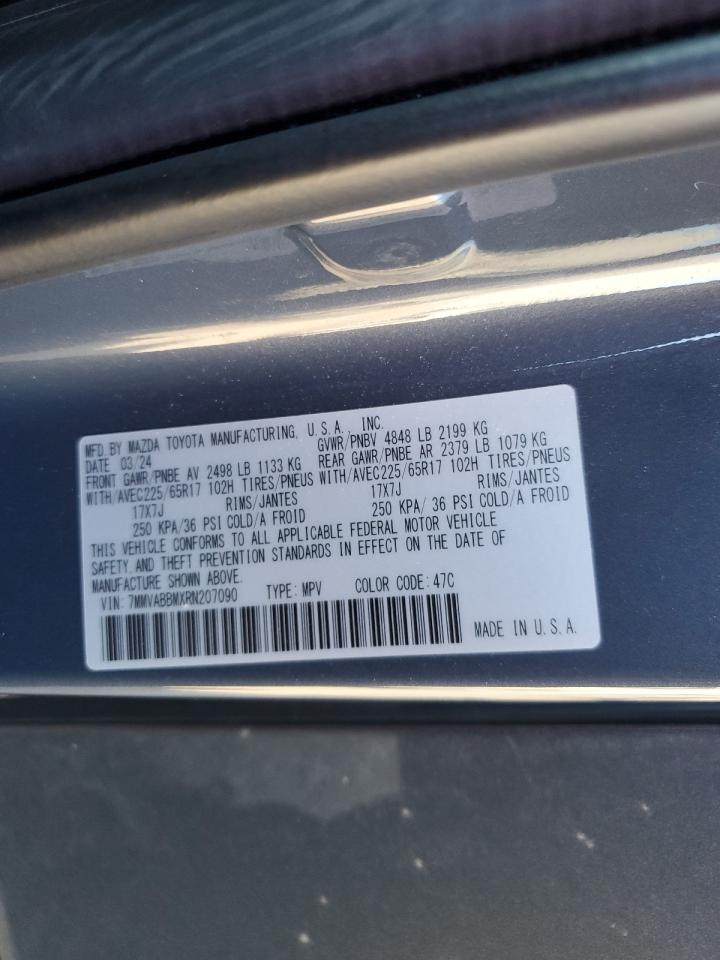 MFD. BY MAZDA TOYOTA MANUFACTURING, U.S.A., INC.
DATE 03/24 GVWR/PNBV 4848 LB 2199 KG
FRONT GAWR/PNBE AV 2498 LB 1133 KG REAR GAWR/PNBE AR 2379 LB 1079 KG
WITH/AVEC225/65R17 102H TIRES/PNEUS WITH/AVEC225/65R17 102H TIRES/PNEUS
17X7J RIMS/JANTES 17X7J RIMS/JANTES
250 KPA/36 PSI COLD/A FROID 250 KPA/ 36 PSI COLD/A FROID
THIS VEHICLE CONFORMS TO ALL APPLICABLE FEDERAL MOTOR VEHICLE
SAFETY, AND THEFT PREVENTION STANDARDS IN EFFECT ON THE DATE OF
MANUFACTURE SHOWN ABOVE.
VIN: 7MMVABBMXRN207090 TYPE: MPV COLOR CODE: 47C
MADE IN U.S.A.